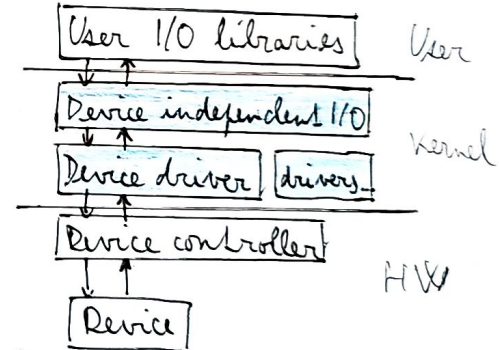 User I/O libraries User
Device independent I/O
Kernel
Device driver drivers...
Device controller
HW
Device